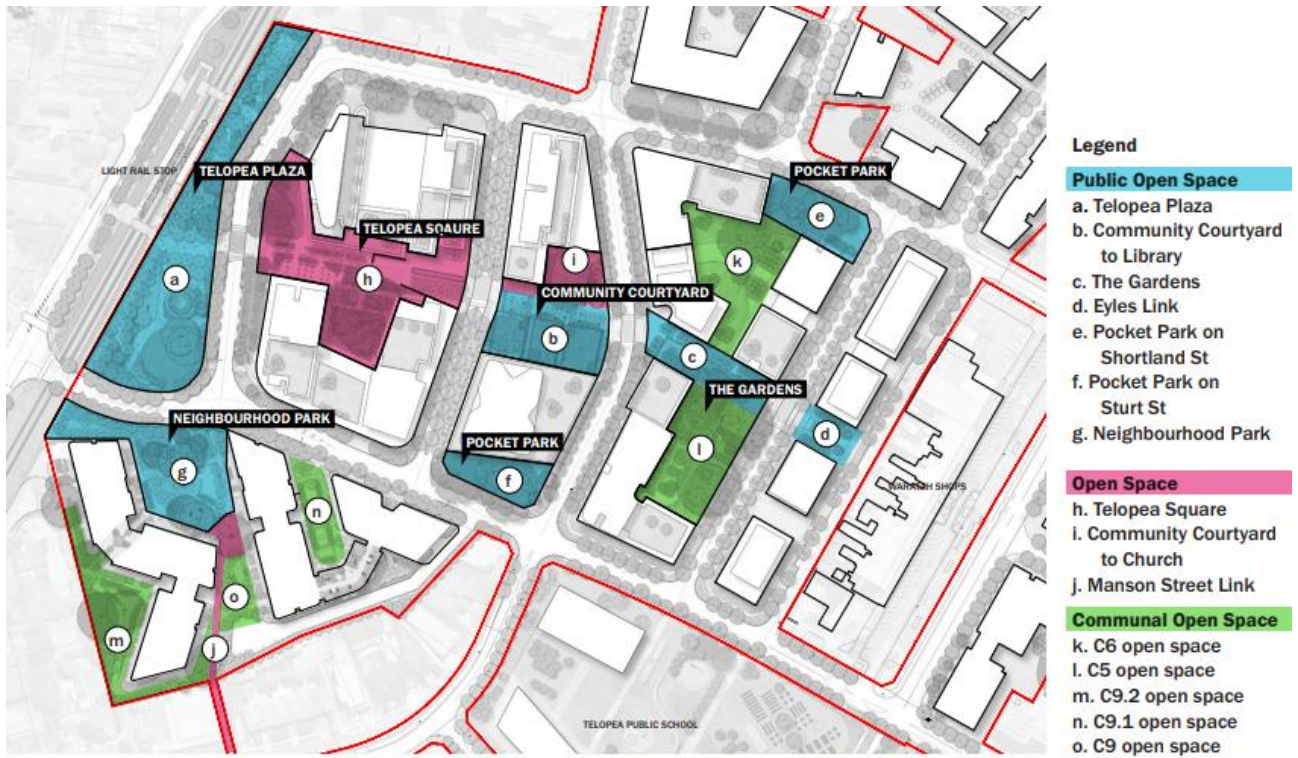 LIGHT RAIL STOP
TELOPEA PLAZA
POCKET PARK
e
TELOPEA SQAURE
k
i
a
h
COMMUNITY COURTYARD
b
c
THE GARDENS
NEIGHBOURHOOD PARK
d
POCKET PARK
l
g
f
n
WARATAH SHOPS
o
m
j
TELOPEA PUBLIC SCHOOL
Legend
Public Open Space
a. Telopea Plaza
b. Community Courtyard
to Library
c. The Gardens
d. Eyles Link
e. Pocket Park on
Shortland St
f. Pocket Park on
Sturt St
g. Neighbourhood Park
Open Space
h. Telopea Square
i. Community Courtyard
to Church
j. Manson Street Link
Communal Open Space
k. C6 open space
l. C5 open space
m. C9.2 open space
n. C9.1 open space
o. C9 open space